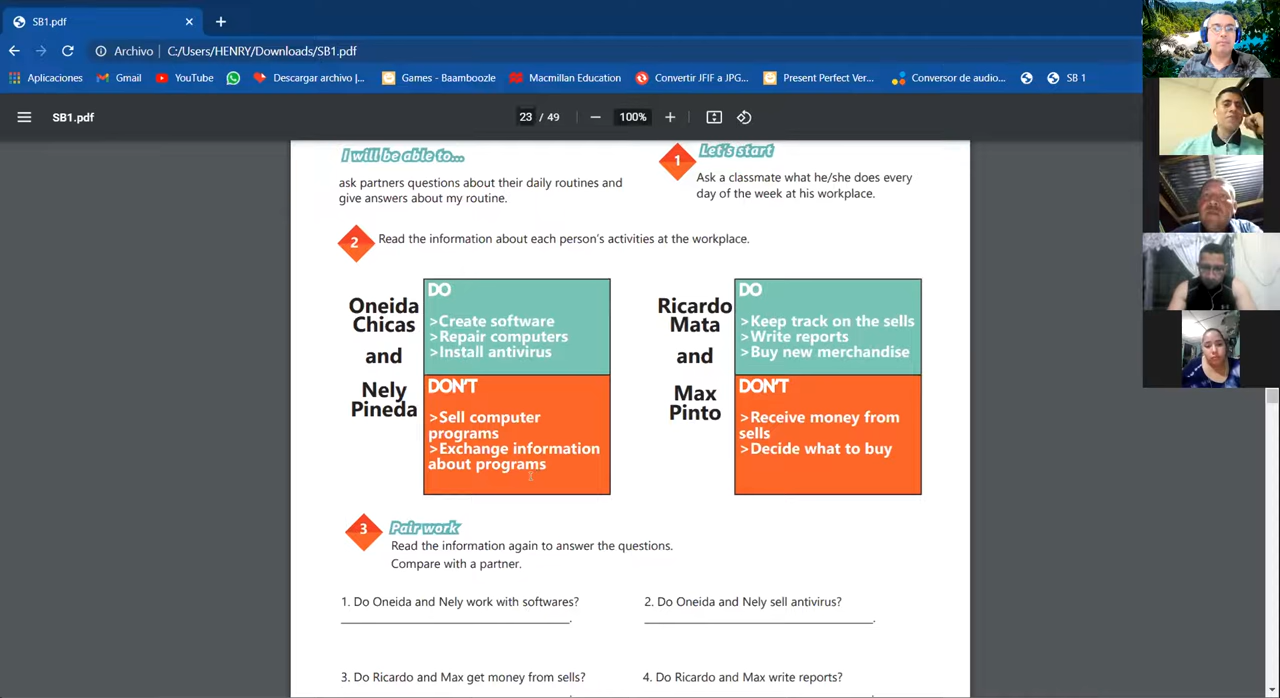 SB1.pdf
Archivo | C:/Users/HENRY/Downloads/SB1.pdf
Aplicaciones Gmail YouTube Descargar archivo |... Games - Baamboozle Macmillan Education Convertir JFIF a JPG... Present Perfect Ver... Conversor de audio... SB 1
SB1.pdf 23 / 49 100%
I will be able to...
ask partners questions about their daily routines and
give answers about my routine.
1 Let's start
Ask a classmate what he/she does every
day of the week at his workplace.
2 Read the information about each person's activities at the workplace.
Oneida
Chicas
and
Nely
Pineda
DO
>Create software
>Repair computers
>Install antivirus
DON'T
>Sell computer
programs
>Exchange information
about programs
Ricardo
Mata
and
Max
Pinto
DO
>Keep track on the sells
>Write reports
>Buy new merchandise
DON'T
>Receive money from
sells
>Decide what to buy
3 Pair work
Read the information again to answer the questions.
Compare with a partner.
1. Do Oneida and Nely work with softwares?
2. Do Oneida and Nely sell antivirus?
3. Do Ricardo and Max get money from sells?
4. Do Ricardo and Max write reports?